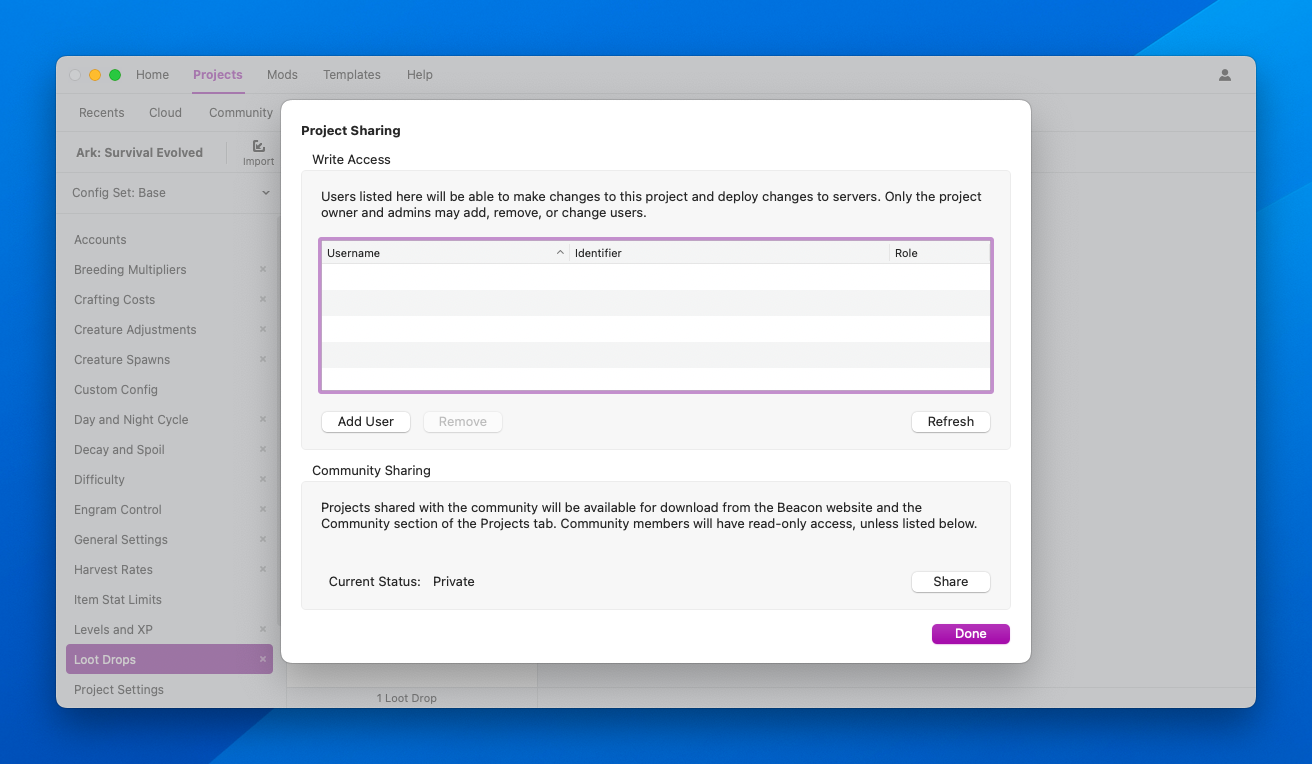 Home Projects Mods Templates Help
Recents Cloud Community
Ark: Survival Evolved
Import
Config Set: Base
Accounts
Breeding Multipliers
Crafting Costs
Creature Adjustments
Creature Spawns
Custom Config
Day and Night Cycle
Decay and Spoil
Difficulty
Engram Control
General Settings
Harvest Rates
Item Stat Limits
Levels and XP
Loot Drops
Project Settings
1 Loot Drop
Project Sharing
Write Access
Users listed here will be able to make changes to this project and deploy changes to servers. Only the project
owner and admins may add, remove, or change users.
Username Identifier Role
Add User Remove Refresh
Community Sharing
Projects shared with the community will be available for download from the Beacon website and the
Community section of the Projects tab. Community members will have read-only access, unless listed below.
Current Status: Private Share
Done